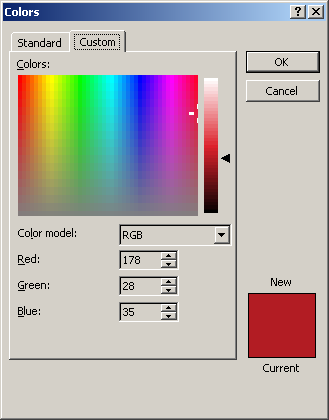 Colors
Standard
Custom
OK
Cancel
Colors:
Color model:
RGB
Red:
178
Green:
28
Blue:
35
New
Current